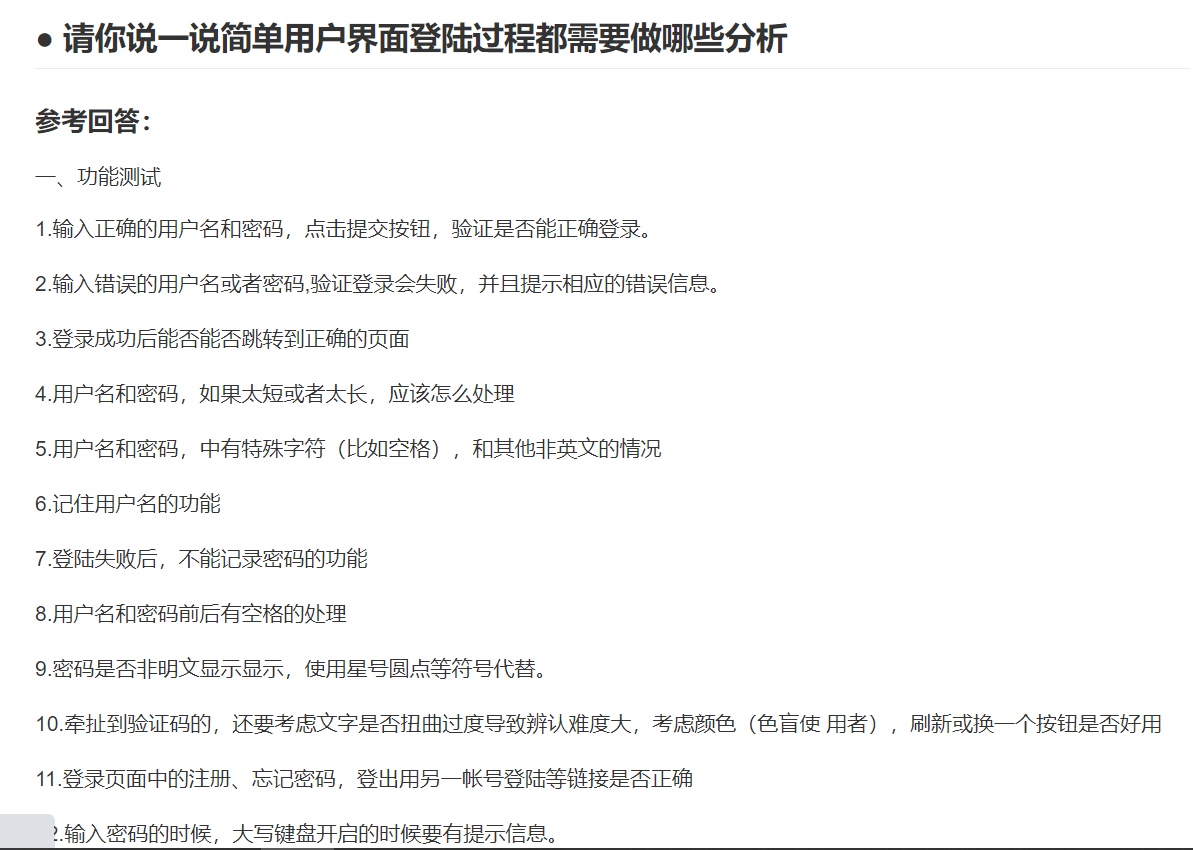 ● 请你说一说简单用户界面登陆过程都需要做哪些分析
参考回答：
一、功能测试
1.输入正确的用户名和密码，点击提交按钮，验证是否能正确登录。
2.输入错误的用户名或者密码,验证登录会失败，并且提示相应的错误信息。
3.登录成功后能否能否跳转到正确的页面
4.用户名和密码，如果太短或者太长，应该怎么处理
5.用户名和密码，中有特殊字符（比如空格），和其他非英文的情况
6.记住用户名的功能
7.登陆失败后，不能记录密码的功能
8.用户名和密码前后有空格的处理
9.密码是否非明文显示显示，使用星号圆点等符号代替。
10.牵扯到验证码的，还要考虑文字是否扭曲过度导致辨认难度大，考虑颜色（色盲使 用者），刷新或换一个按钮是否好用
11.登录页面中的注册、忘记密码，登出用另一帐号登陆等链接是否正确
2.输入密码的时候，大写键盘开启的时候要有提示信息。